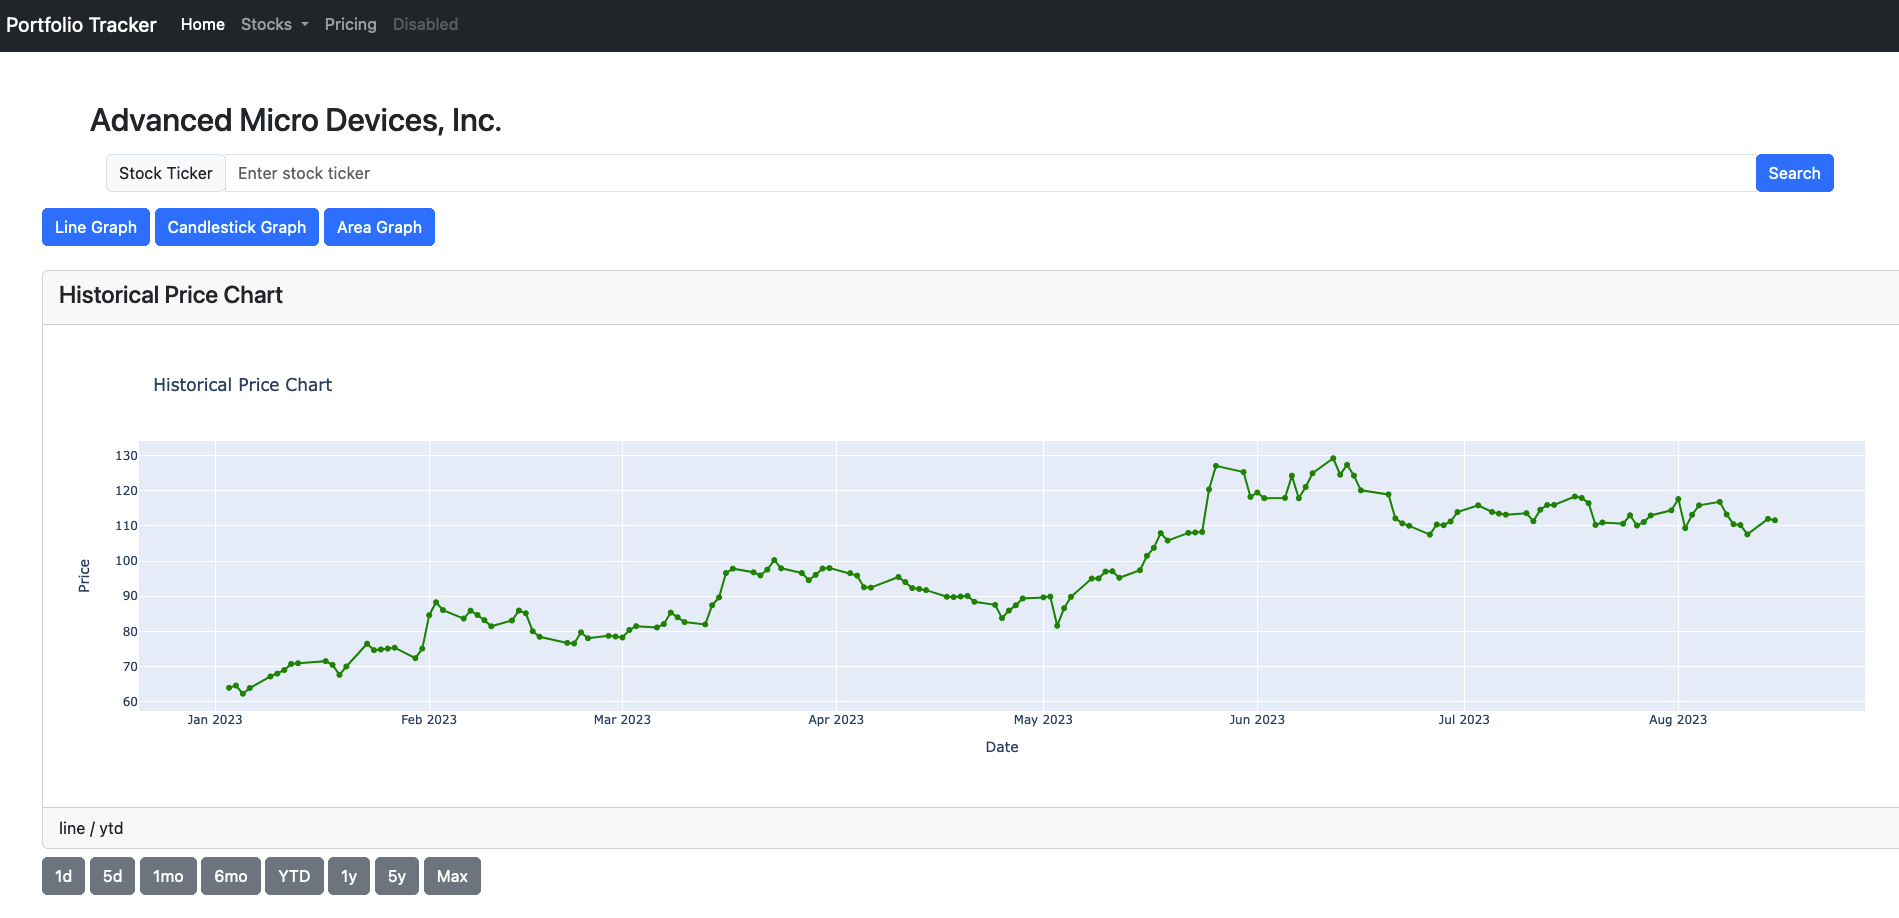 Portfolio Tracker Home Stocks Pricing Disabled
Advanced Micro Devices, Inc.
Stock Ticker Enter stock ticker Search
Line Graph Candlestick Graph Area Graph
Historical Price Chart
Historical Price Chart
130
120
110
100
90
80
70
60
Price
Jan 2023 Feb 2023 Mar 2023 Apr 2023 May 2023 Jun 2023 Jul 2023 Aug 2023
Date
line / ytd
1d 5d 1mo 6mo YTD 1y 5y Max